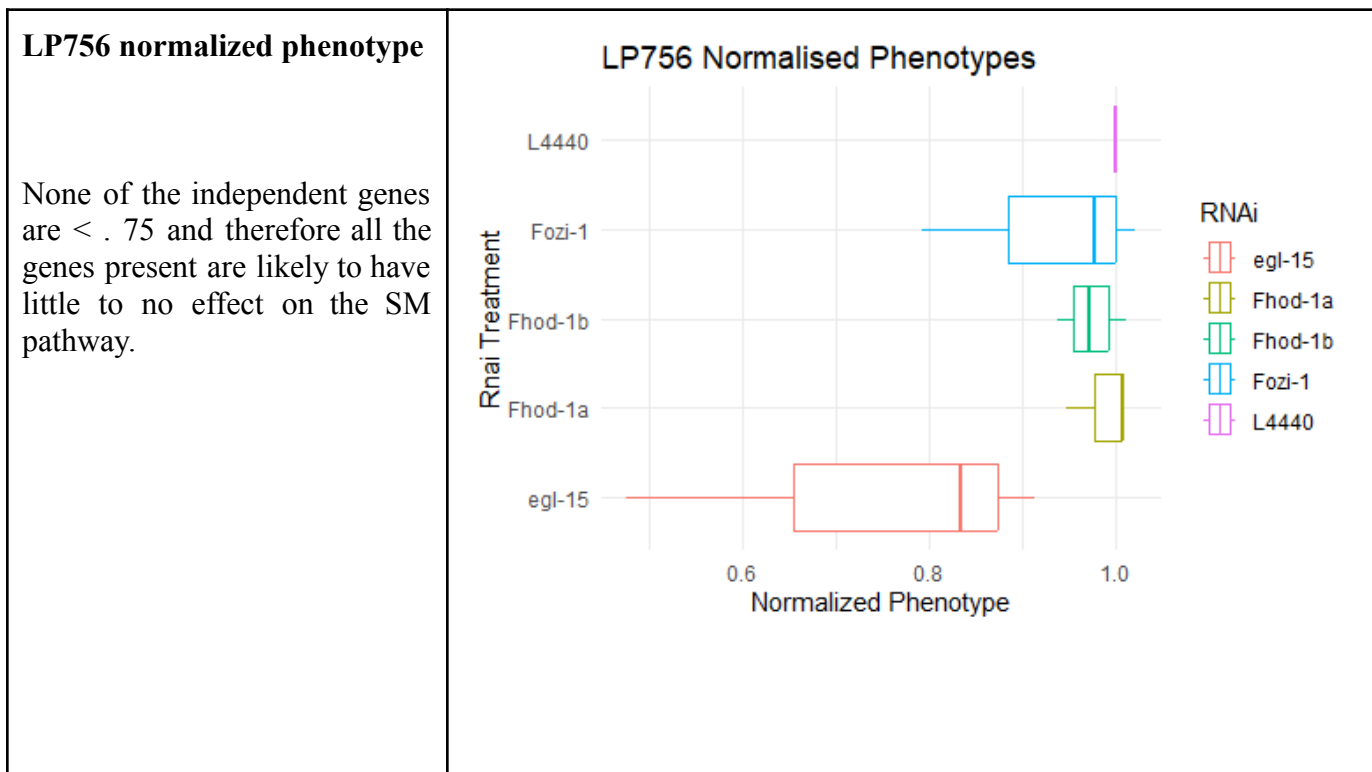 LP756 normalized phenotype
None of the independent genes
are < . 75 and therefore all the
genes present are likely to have
little to no effect on the SM
pathway.
LP756 Normalised Phenotypes
Rnai Treatment
L4440
Fozi-1
Fhod-1b
Fhod-1a
egl-15
0.6 0.8 1.0
Normalized Phenotype
RNAi
egl-15
Fhod-1a
Fhod-1b
Fozi-1
L4440